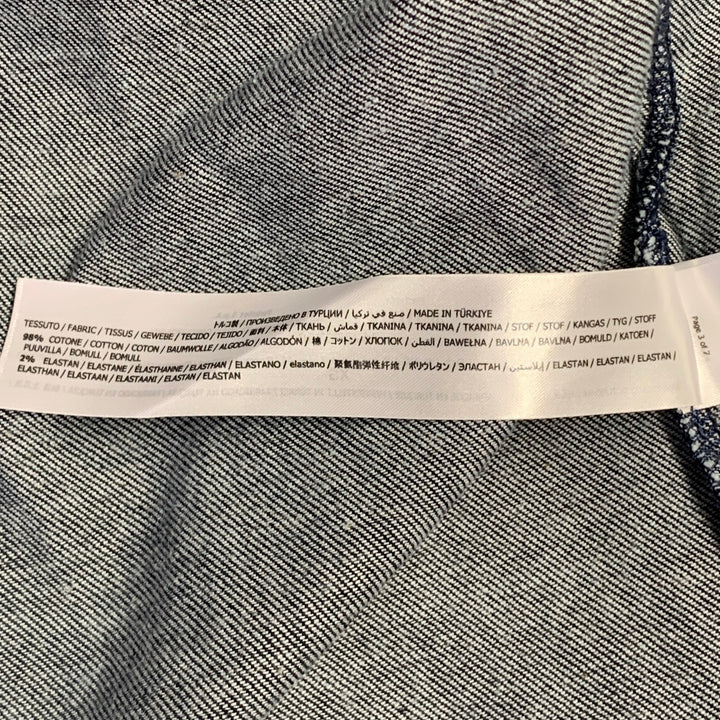 トルコ製 / ПРОИЗВЕДЕНО В ТУРЦИИ / صنع في تركيا / MADE IN TÜRKIYE
TESSUTO / FABRIC / TISSUS / GEWEBE / TECIDO / TEJIDO / 面料 / 本体 / ТКАНЬ / قماش / TKANINA / TKANINA / TKANINA / STOF / STOF / KANGAS / TYG / STOFF
98% COTONE / COTTON / COTON / BAUMWOLLE / ALGODÃO / ALGODÓN / 棉 / コットン / ХЛОПОК / القطن / BAWEŁNA / BAVLNA / BAVLNA / BOMULD / KATOEN /
PUUVILLA / BOMULL / BOMULL
2% ELASTAN / ELASTANE / ÉLASTHANNE / ELASTHAN / ELASTANO / elastano / 聚氨酯弹性纤维 / ポリウレタン / ЭЛАСТАН / إيلاستين / ELASTAN / ELASTAN / ELASTAN /
ELASTHAN / ELASTAAN / ELASTAANI / ELASTAN / ELASTAN
Page 3 of 7